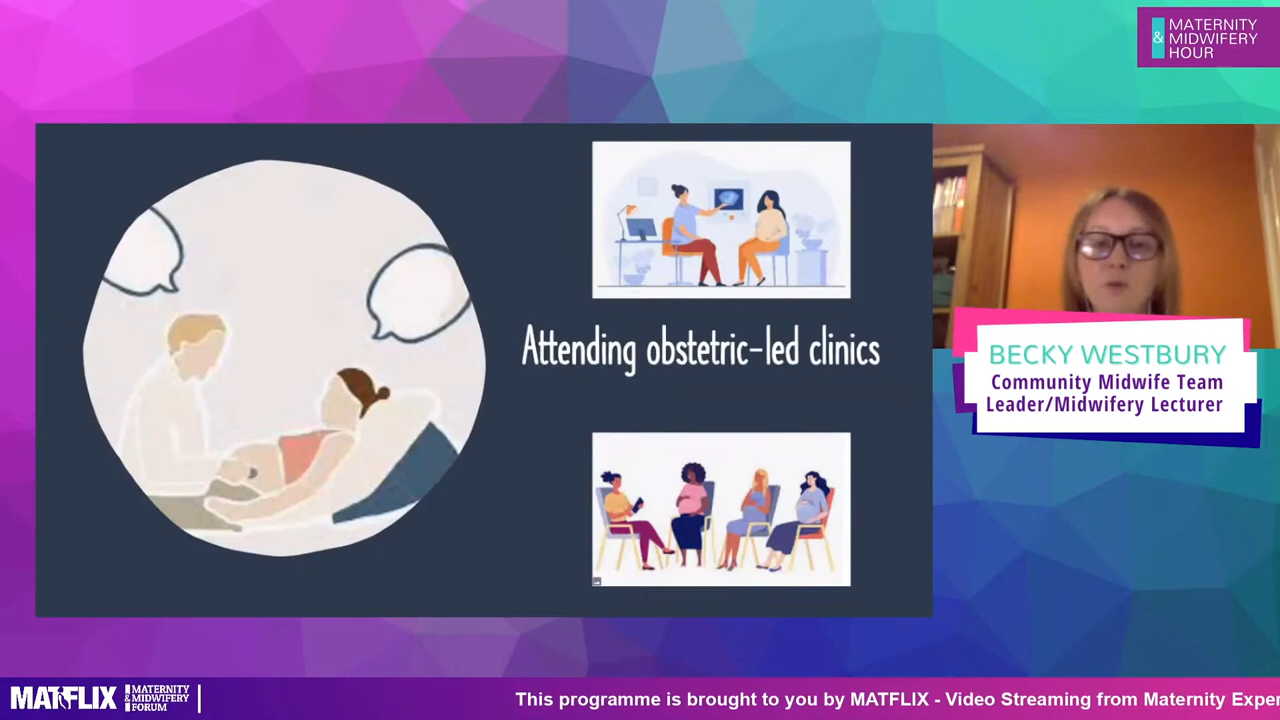 & MATERNITY
MIDWIFERY
HOUR
Attending obstetric-led clinics
BECKY WESTBURY
Community Midwife Team
Leader/Midwifery Lecturer
MATFLIX
MATERNITY
& MIDWIFERY
FORUM
This programme is brought to you by MATFLIX - Video Streaming from Maternity Exper